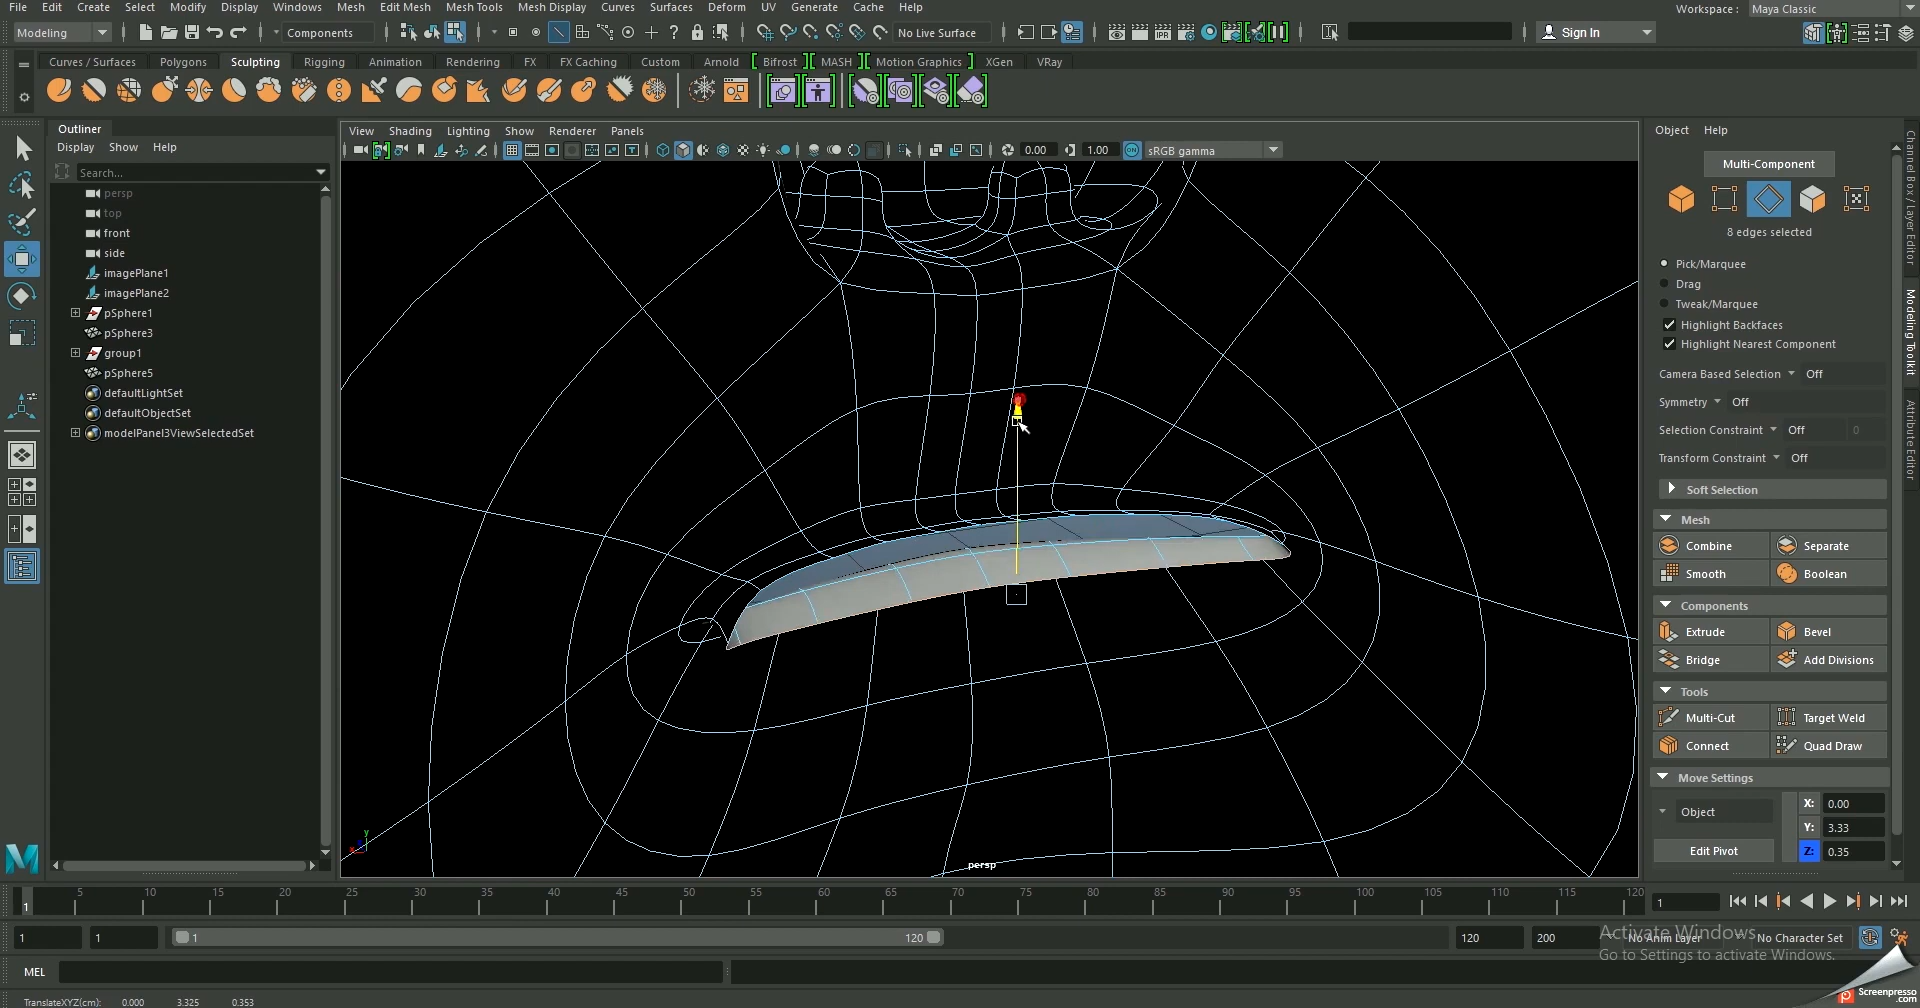 File Edit Create Select Modify Display Windows Mesh Edit Mesh Mesh Tools Mesh Display Curves Surfaces Deform UV Generate Cache Help Workspace : Maya Classic
Modeling Components No Live Surface Sign In
Curves / Surfaces Polygons Sculpting Rigging Animation Rendering FX FX Caching Custom Arnold Bifrost MASH Motion Graphics XGen VRay
Outliner
Display Show Help
Search...
persp
top
front
side
imagePlane1
imagePlane2
pSphere1
pSphere3
group1
pSphere5
defaultLightSet
defaultObjectSet
modelPanel3ViewSelectedSet
View Shading Lighting Show Renderer Panels
0.00 1.00 ON sRGB gamma
y
persp
Object Help
Multi-Component
8 edges selected
Pick/Marquee
Drag
Tweak/Marquee
Highlight Backfaces
Highlight Nearest Component
Camera Based Selection Off
Symmetry Off
Selection Constraint Off 0
Transform Constraint Off
Soft Selection
Mesh
Combine Separate
Smooth Boolean
Components
Extrude Bevel
Bridge Add Divisions
Tools
Multi-Cut Target Weld
Connect Quad Draw
Move Settings
Object X: 0.00
Y: 3.33
Edit Pivot Z: 0.35
Channel Box / Layer Editor
Modeling Toolkit
Attribute Editor
5 10 15 20 25 30 35 40 45 50 55 60 65 70 75 80 85 90 95 100 105 110 115 120
1 1
1 1 1 120 120 200 No Anim Layer No Character Set
Activate Windows
Go to Settings to activate Windows.
MEL
TranslateXYZ(cm): 0.000 3.325 0.353
Screenpresso
.com